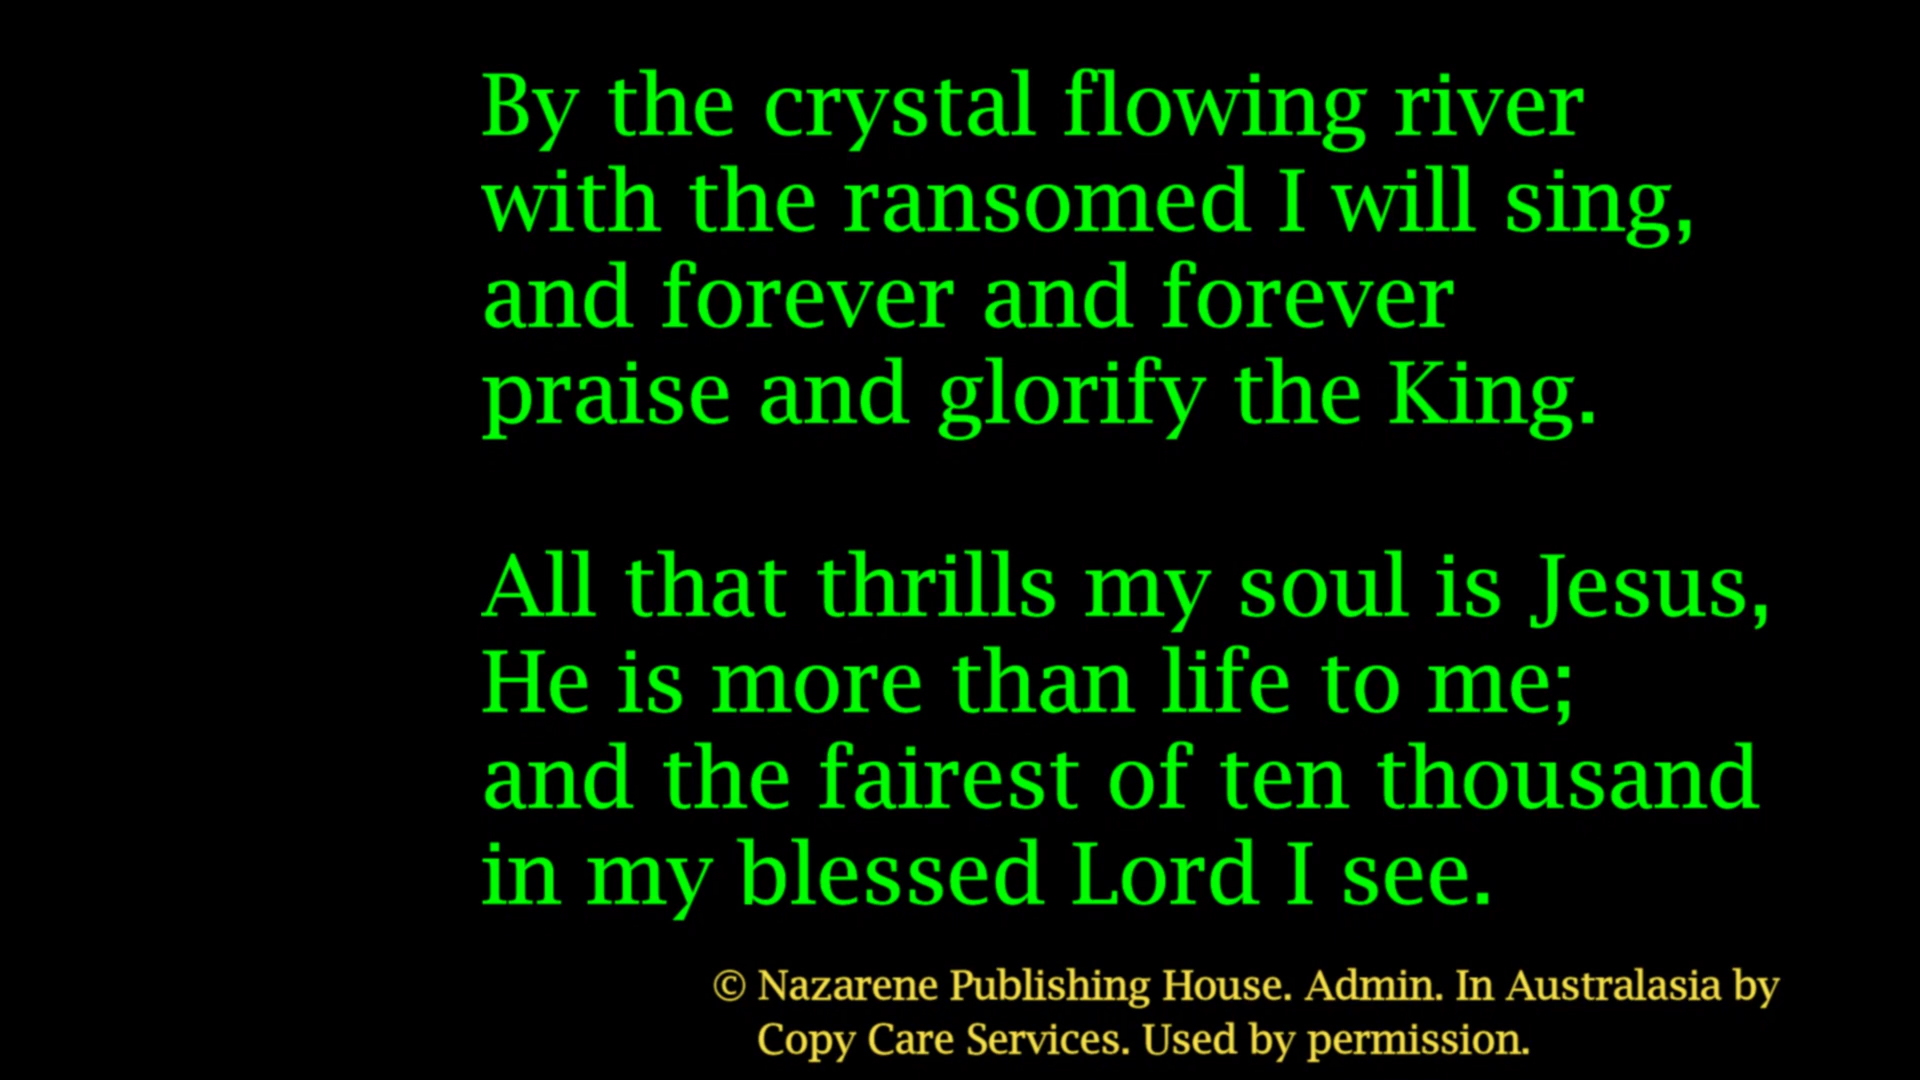 By the crystal flowing river
with the ransomed I will sing,
and forever and forever
praise and glorify the King.
All that thrills my soul is Jesus,
He is more than life to me;
and the fairest of ten thousand
in my blessed Lord I see.
© Nazarene Publishing House. Admin. In Australasia by
Copy Care Services. Used by permission.